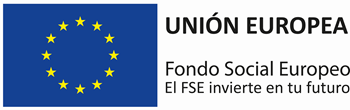 UNIÓN EUROPEA
Fondo Social Europeo
El FSE invierte en tu futuro